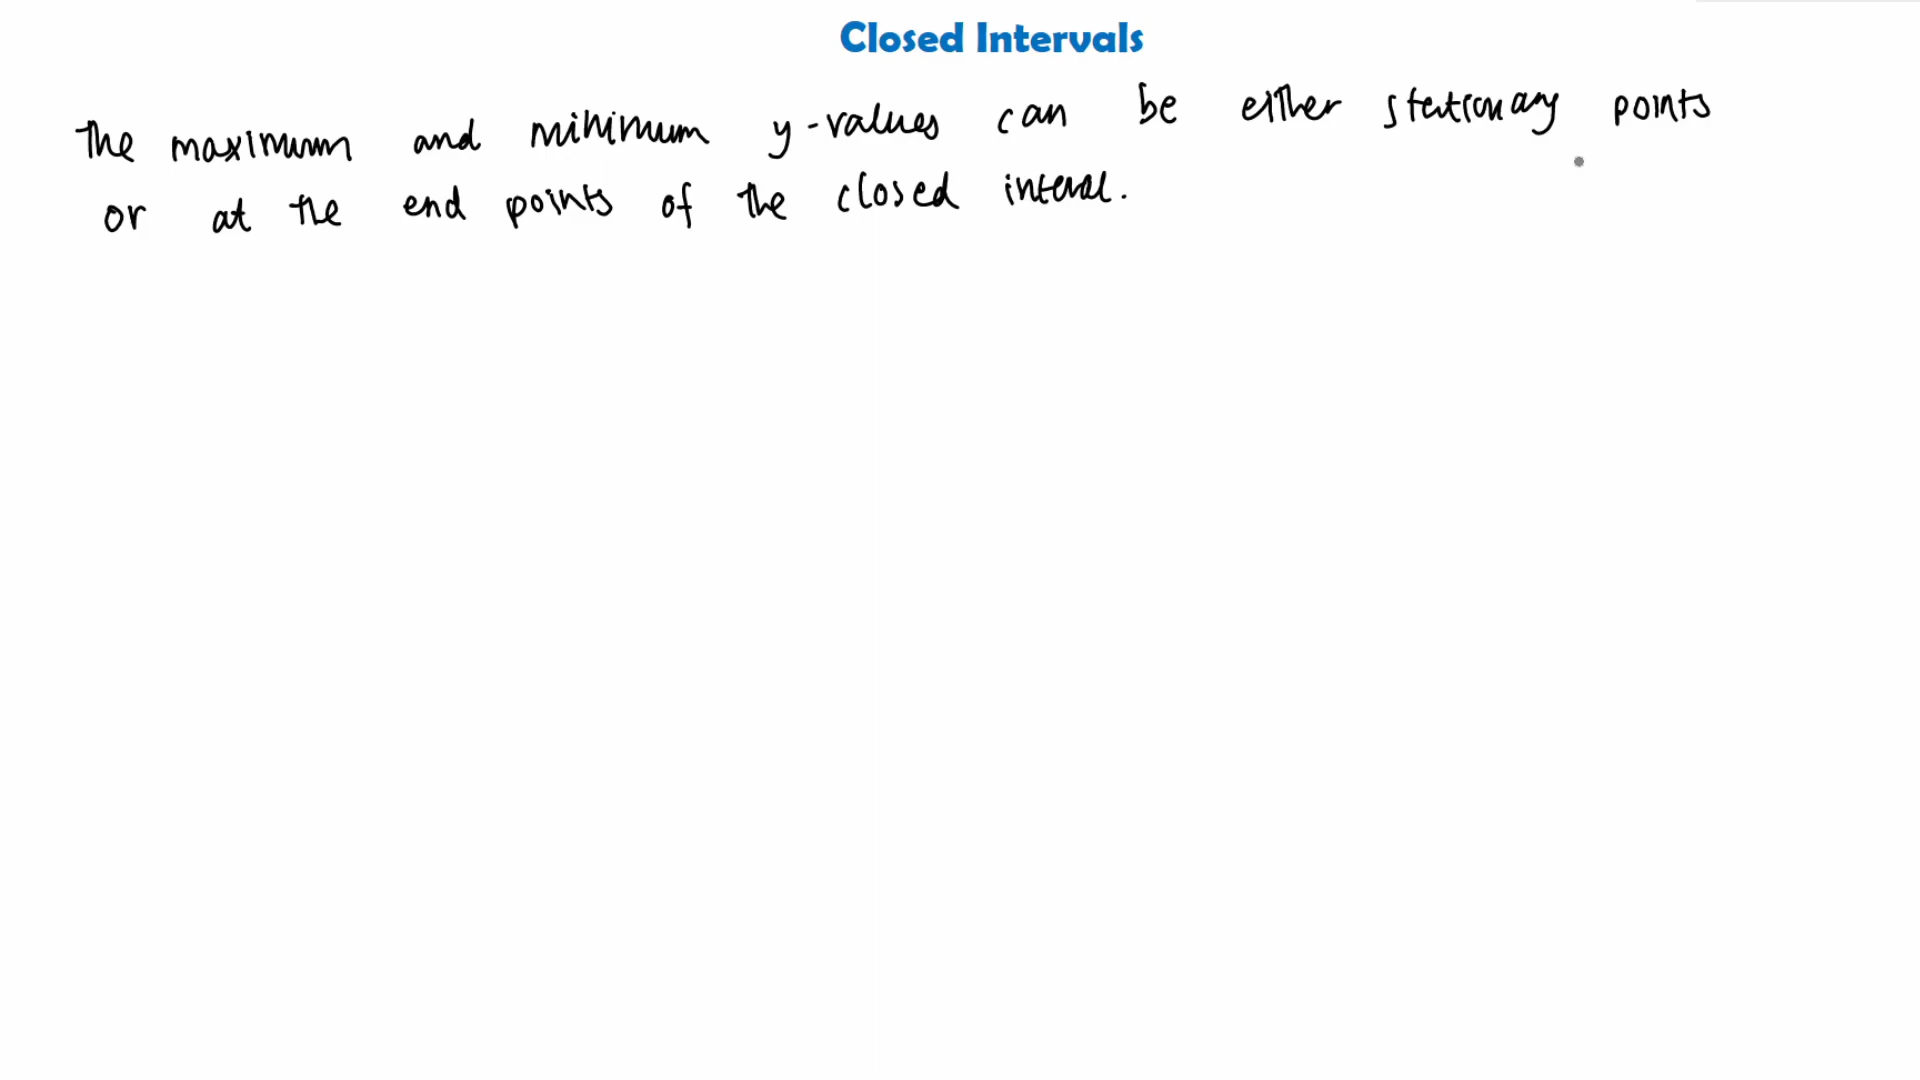 Closed Intervals
The maximum and minimum y-values can be either stationary points
or at the end points of the closed interval.